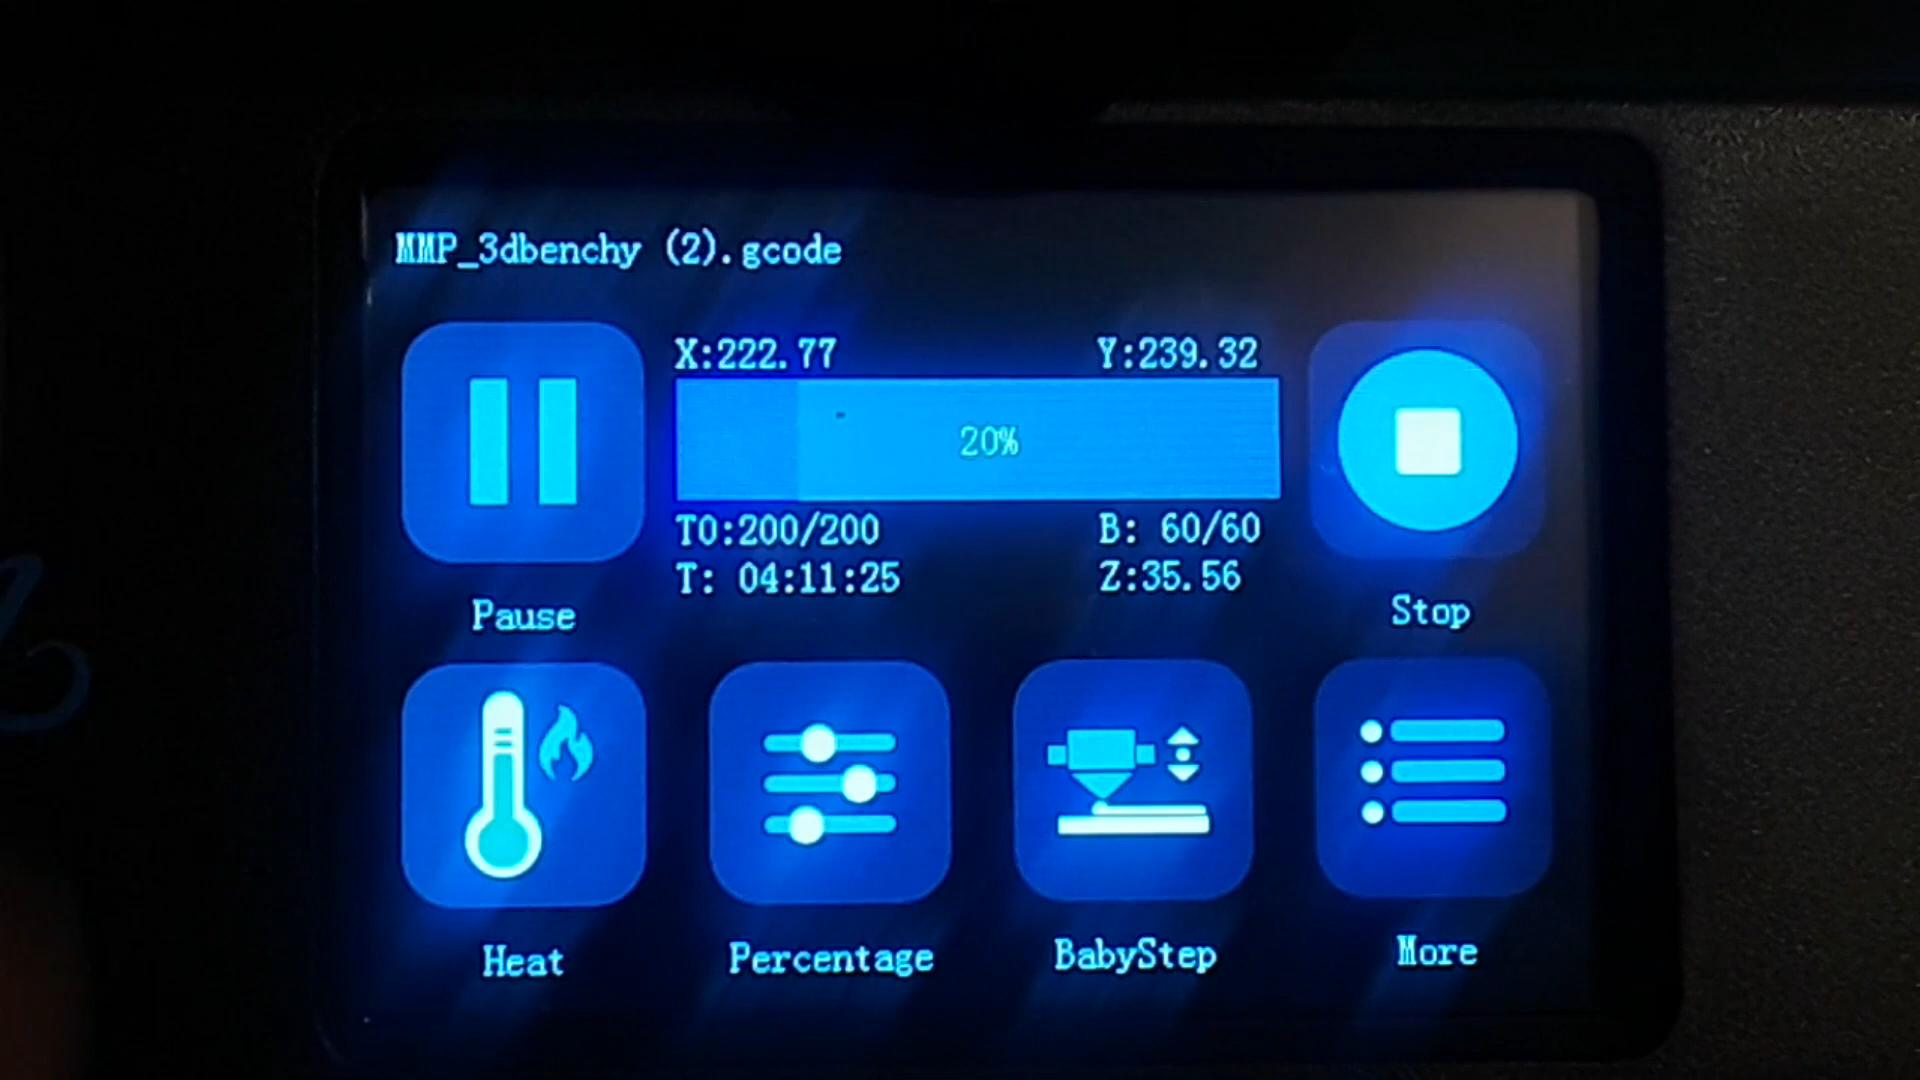 MMP_3dbenchy (2).gcode
X:222.77 Y:239.32
20%
T0:200/200 B: 60/60
T: 04:11:25 Z:35.56
Pause Stop
Heat Percentage BabyStep More